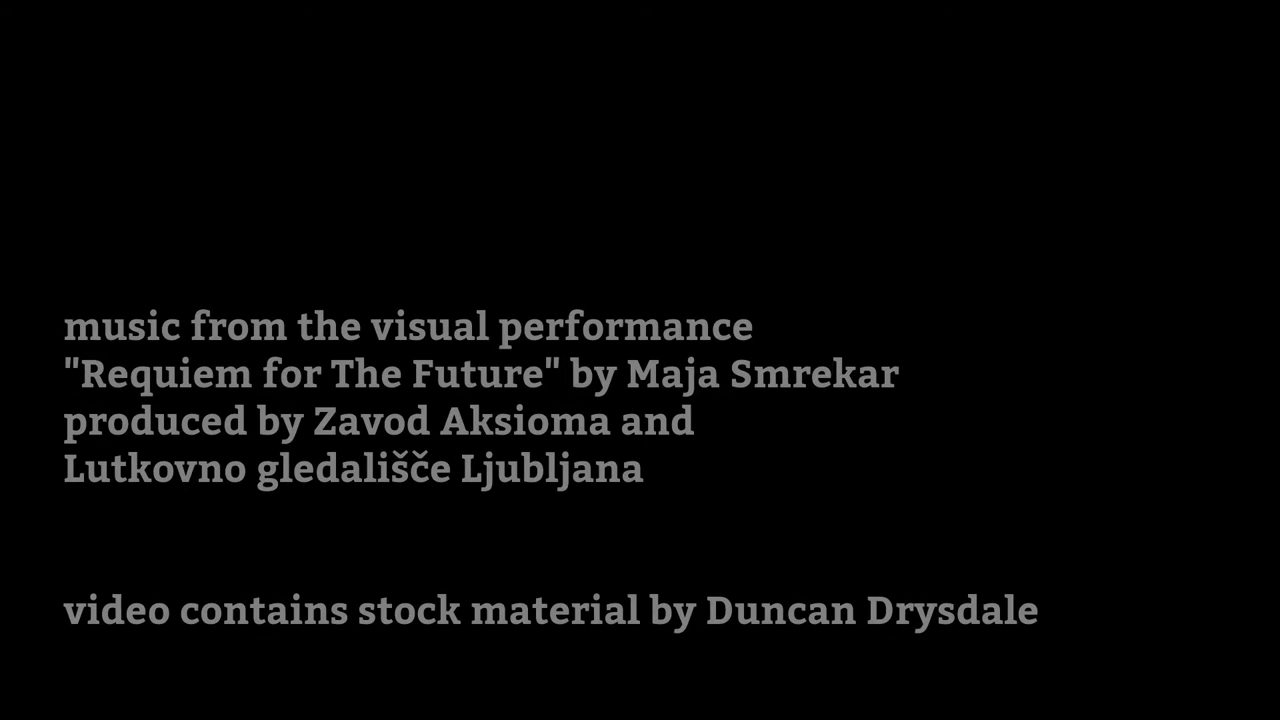 music from the visual performance
"Requiem for The Future" by Maja Smrekar
produced by Zavod Aksioma and
Lutkovno gledališče Ljubljana
video contains stock material by Duncan Drysdale